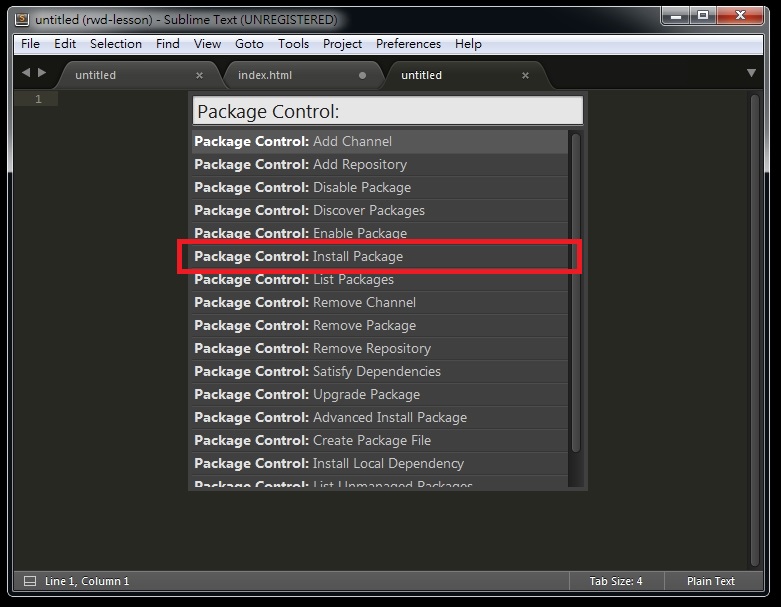 untitled (rwd-lesson) - Sublime Text (UNREGISTERED)
File Edit Selection Find View Goto Tools Project Preferences Help
untitled index.html untitled
1
Package Control:
Package Control: Add Channel
Package Control: Add Repository
Package Control: Disable Package
Package Control: Discover Packages
Package Control: Enable Package
Package Control: Install Package
Package Control: List Packages
Package Control: Remove Channel
Package Control: Remove Package
Package Control: Remove Repository
Package Control: Satisfy Dependencies
Package Control: Upgrade Package
Package Control: Advanced Install Package
Package Control: Create Package File
Package Control: Install Local Dependency
Package Control: List Unmanaged Packages
Line 1, Column 1 Tab Size: 4 Plain Text